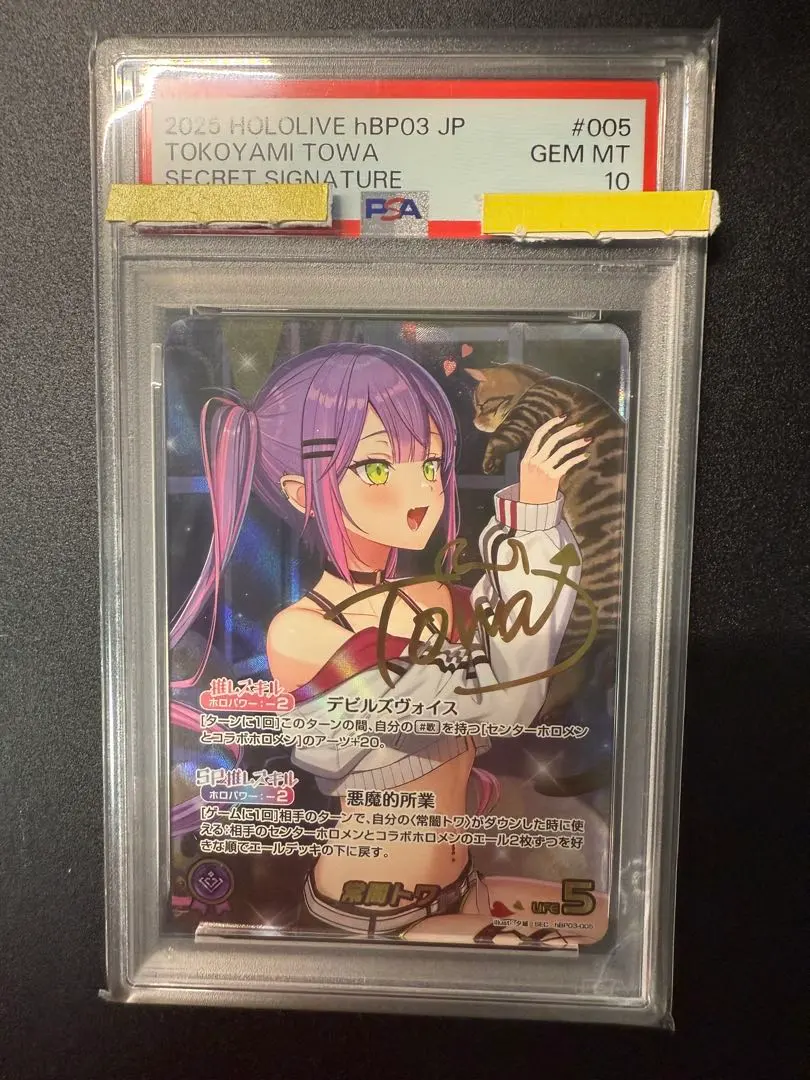 2025 HOLOLIVE hBP03 JP #005
TOKOYAMI TOWA GEM MT
SECRET SIGNATURE 10
PSA
Towa
推しスキル
ホロパワー:-2
デビルズヴォイス
[ターンに1回]このターンの間、自分の#歌を持つ[センターホロメン
とコラボホロメン]のアーツ+20。
SP推しスキル
ホロパワー:-2
悪魔的所業
[ゲームに1回]相手のターンで、自分の〈常闇トワ〉がダウンした時に使
える:相手のセンターホロメンとコラボホロメンのエール2枚ずつを好
きな順でエールデッキの下に戻す。
常闇トワ
LIFE 5
SEC hBP03-005